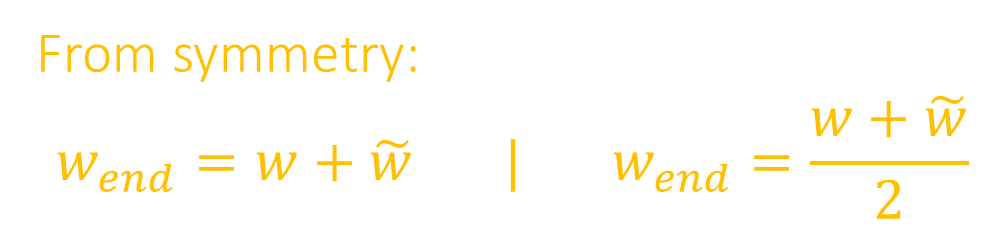 From symmetry:
w_end = w + w̃ | w_end = (w + w̃)/2